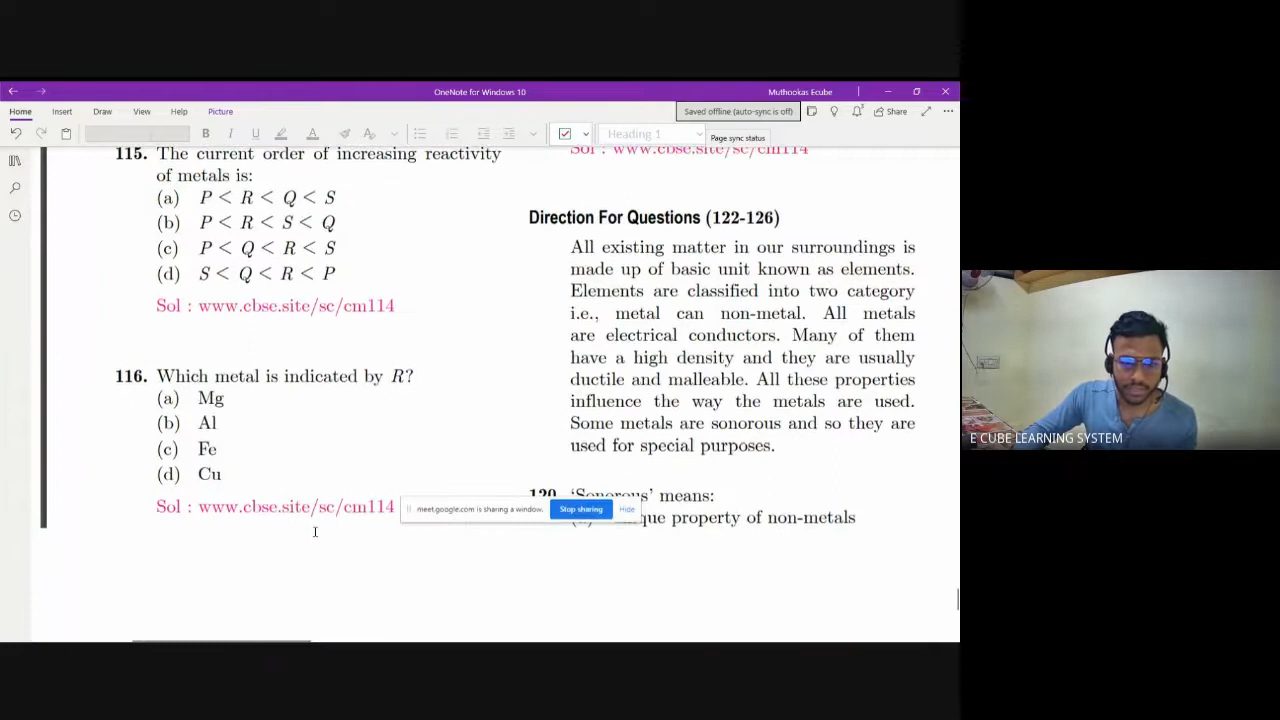 OneNote for Windows 10
Muthookas Ecube
Home Insert Draw View Help Picture
Saved offline (auto-sync is off)
Share
B I U A
Heading 1
Page sync status
115. The current order of increasing reactivity
of metals is:
(a) P < R < Q < S
(b) P < R < S < Q
(c) P < Q < R < S
(d) S < Q < R < P
Sol : www.cbse.site/sc/cm114
116. Which metal is indicated by R?
(a) Mg
(b) Al
(c) Fe
(d) Cu
Sol : www.cbse.site/sc/cm114
Sol : www.cbse.site/sc/cm114
Direction For Questions (122-126)
All existing matter in our surroundings is
made up of basic unit known as elements.
Elements are classified into two category
i.e., metal can non-metal. All metals
are electrical conductors. Many of them
have a high density and they are usually
ductile and malleable. All these properties
influence the way the metals are used.
Some metals are sonorous and so they are
used for special purposes.
120. 'Sonorous' means:
property of non-metals
meet.google.com is sharing a window.
Stop sharing
Hide
E CUBE LEARNING SYSTEM